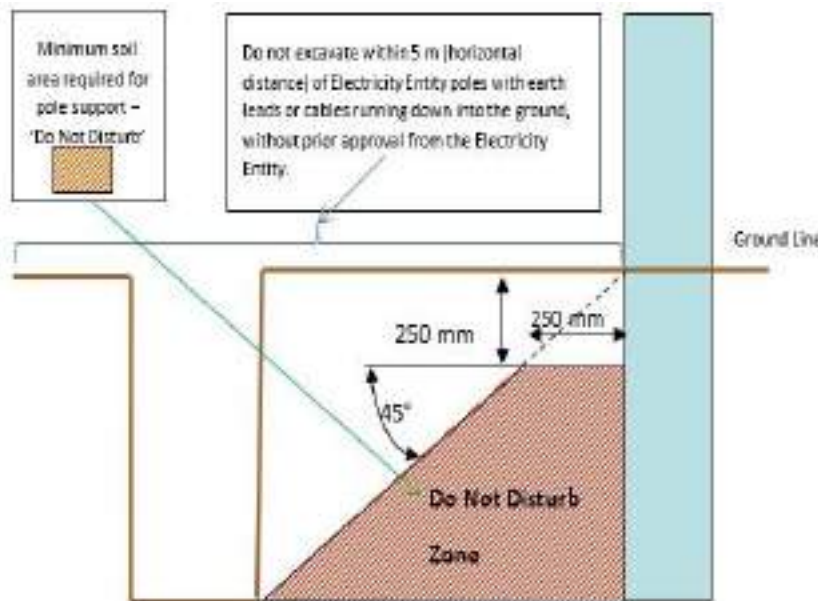 Minimum soil
area required for
pole support –
'Do Not Disturb'
Do not excavate within 5 m (horizontal
distance) of Electricity Entity poles with earth
leads or cables running down into the ground,
without prior approval from the Electricity
Entity.
Ground Line
250 mm
250 mm
45°
Do Not Disturb
Zone